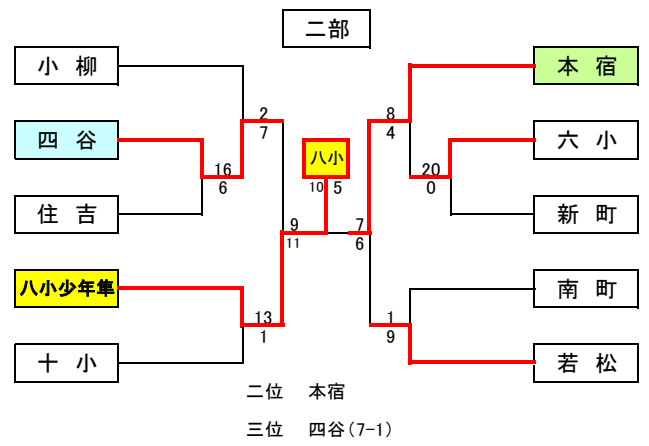 二部
小 柳
本 宿
2
7
8
4
四 谷
六 小
八小
16
6
20
0
10 5
住 吉
新 町
9
11
7
6
八小少年隼
南 町
13
1
1
9
十 小
若 松
二位 本宿
三位 四谷(7-1)